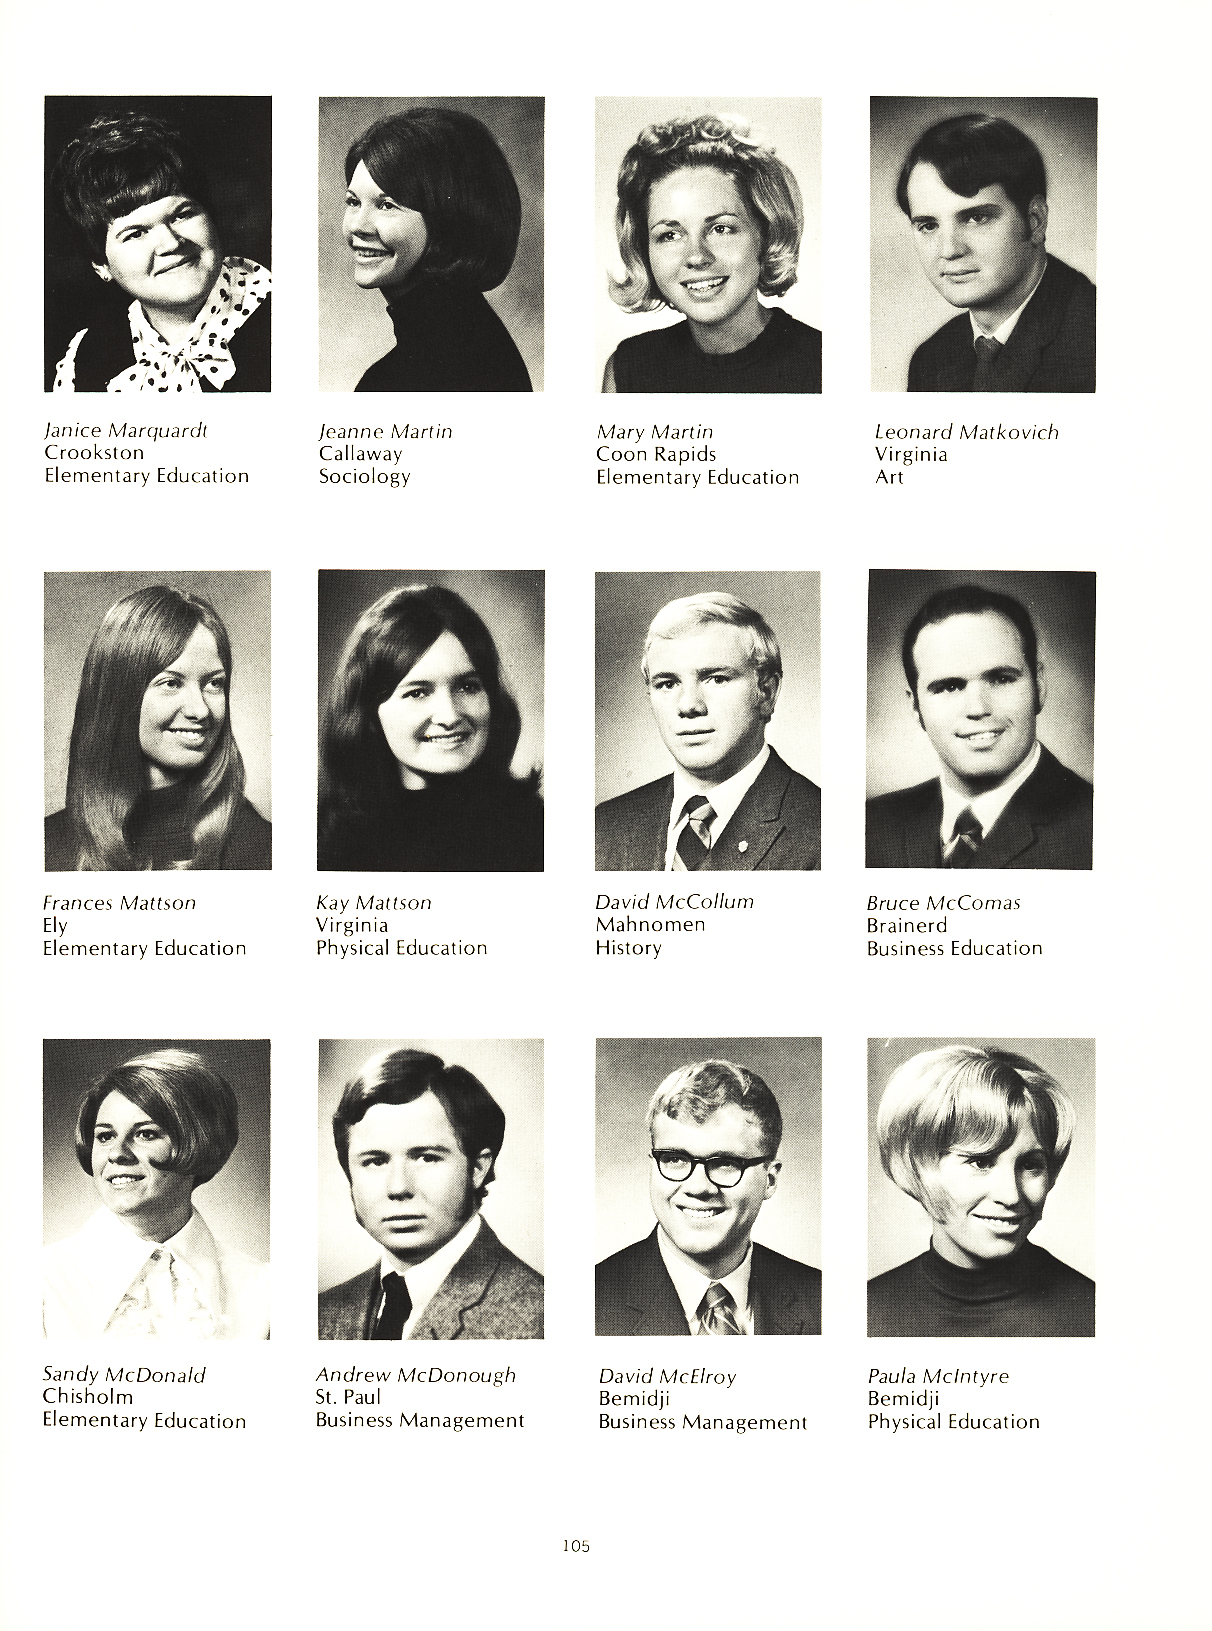 Janice Marquardt
Crookston
Elementary Education
Jeanne Martin
Callaway
Sociology
Mary Martin
Coon Rapids
Elementary Education
Leonard Matkovich
Virginia
Art
Frances Mattson
Ely
Elementary Education
Kay Mattson
Virginia
Physical Education
David McCollum
Mahnomen
History
Bruce McComas
Brainerd
Business Education
Sandy McDonald
Chisholm
Elementary Education
Andrew McDonough
St. Paul
Business Management
David McElroy
Bemidji
Business Management
Paula McIntyre
Bemidji
Physical Education
105